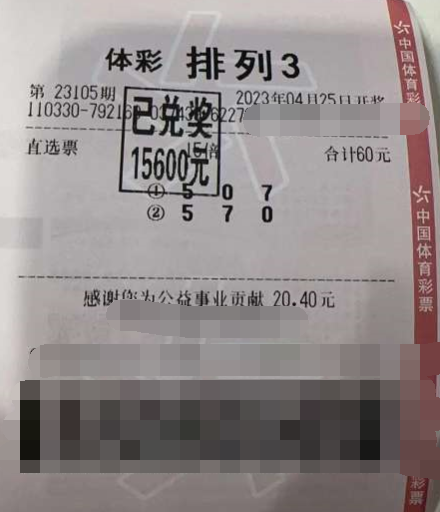 体彩 排列3
第 23105期 2023年04月25日开奖
110330-79216 6227
已兑奖
15600元
直选票 15倍 合计60元
① 5 0 7
② 5 7 0
感谢您为公益事业贡献 20.40元
中国体育彩票
中国体育彩票
彩票